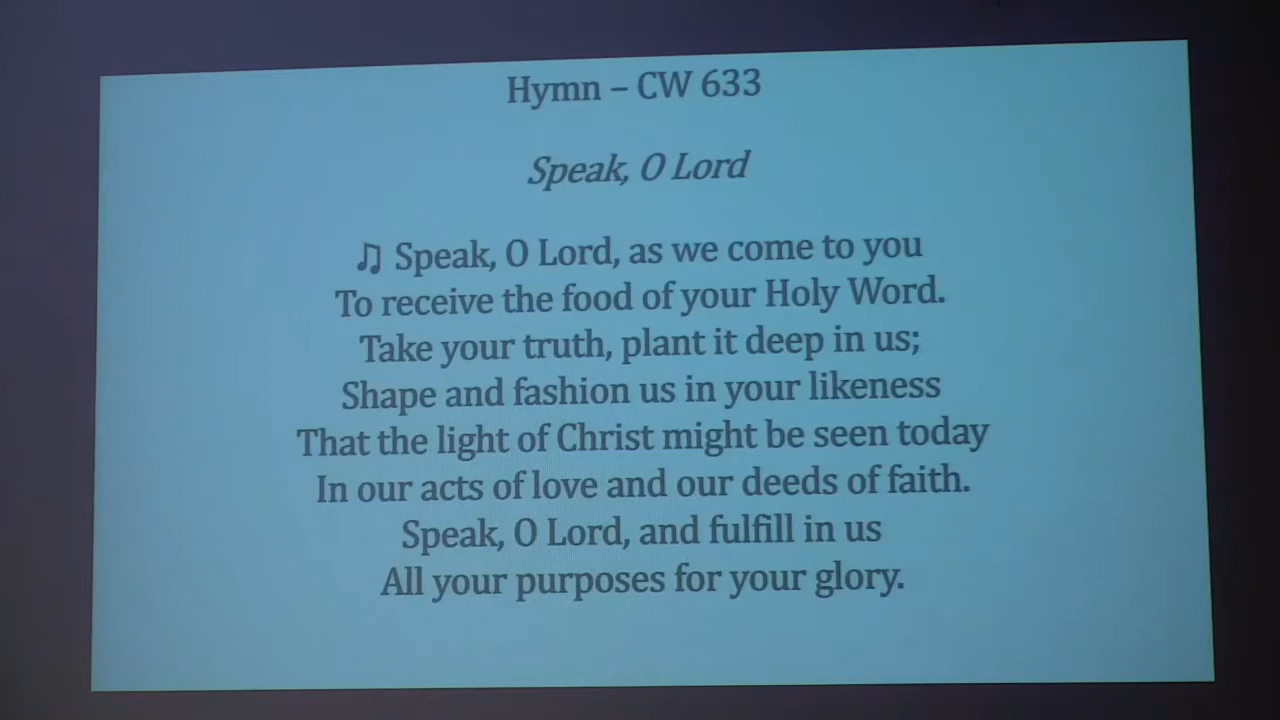 Hymn – CW 633
Speak, O Lord
♫ Speak, O Lord, as we come to you
To receive the food of your Holy Word.
Take your truth, plant it deep in us;
Shape and fashion us in your likeness
That the light of Christ might be seen today
In our acts of love and our deeds of faith.
Speak, O Lord, and fulfill in us
All your purposes for your glory.